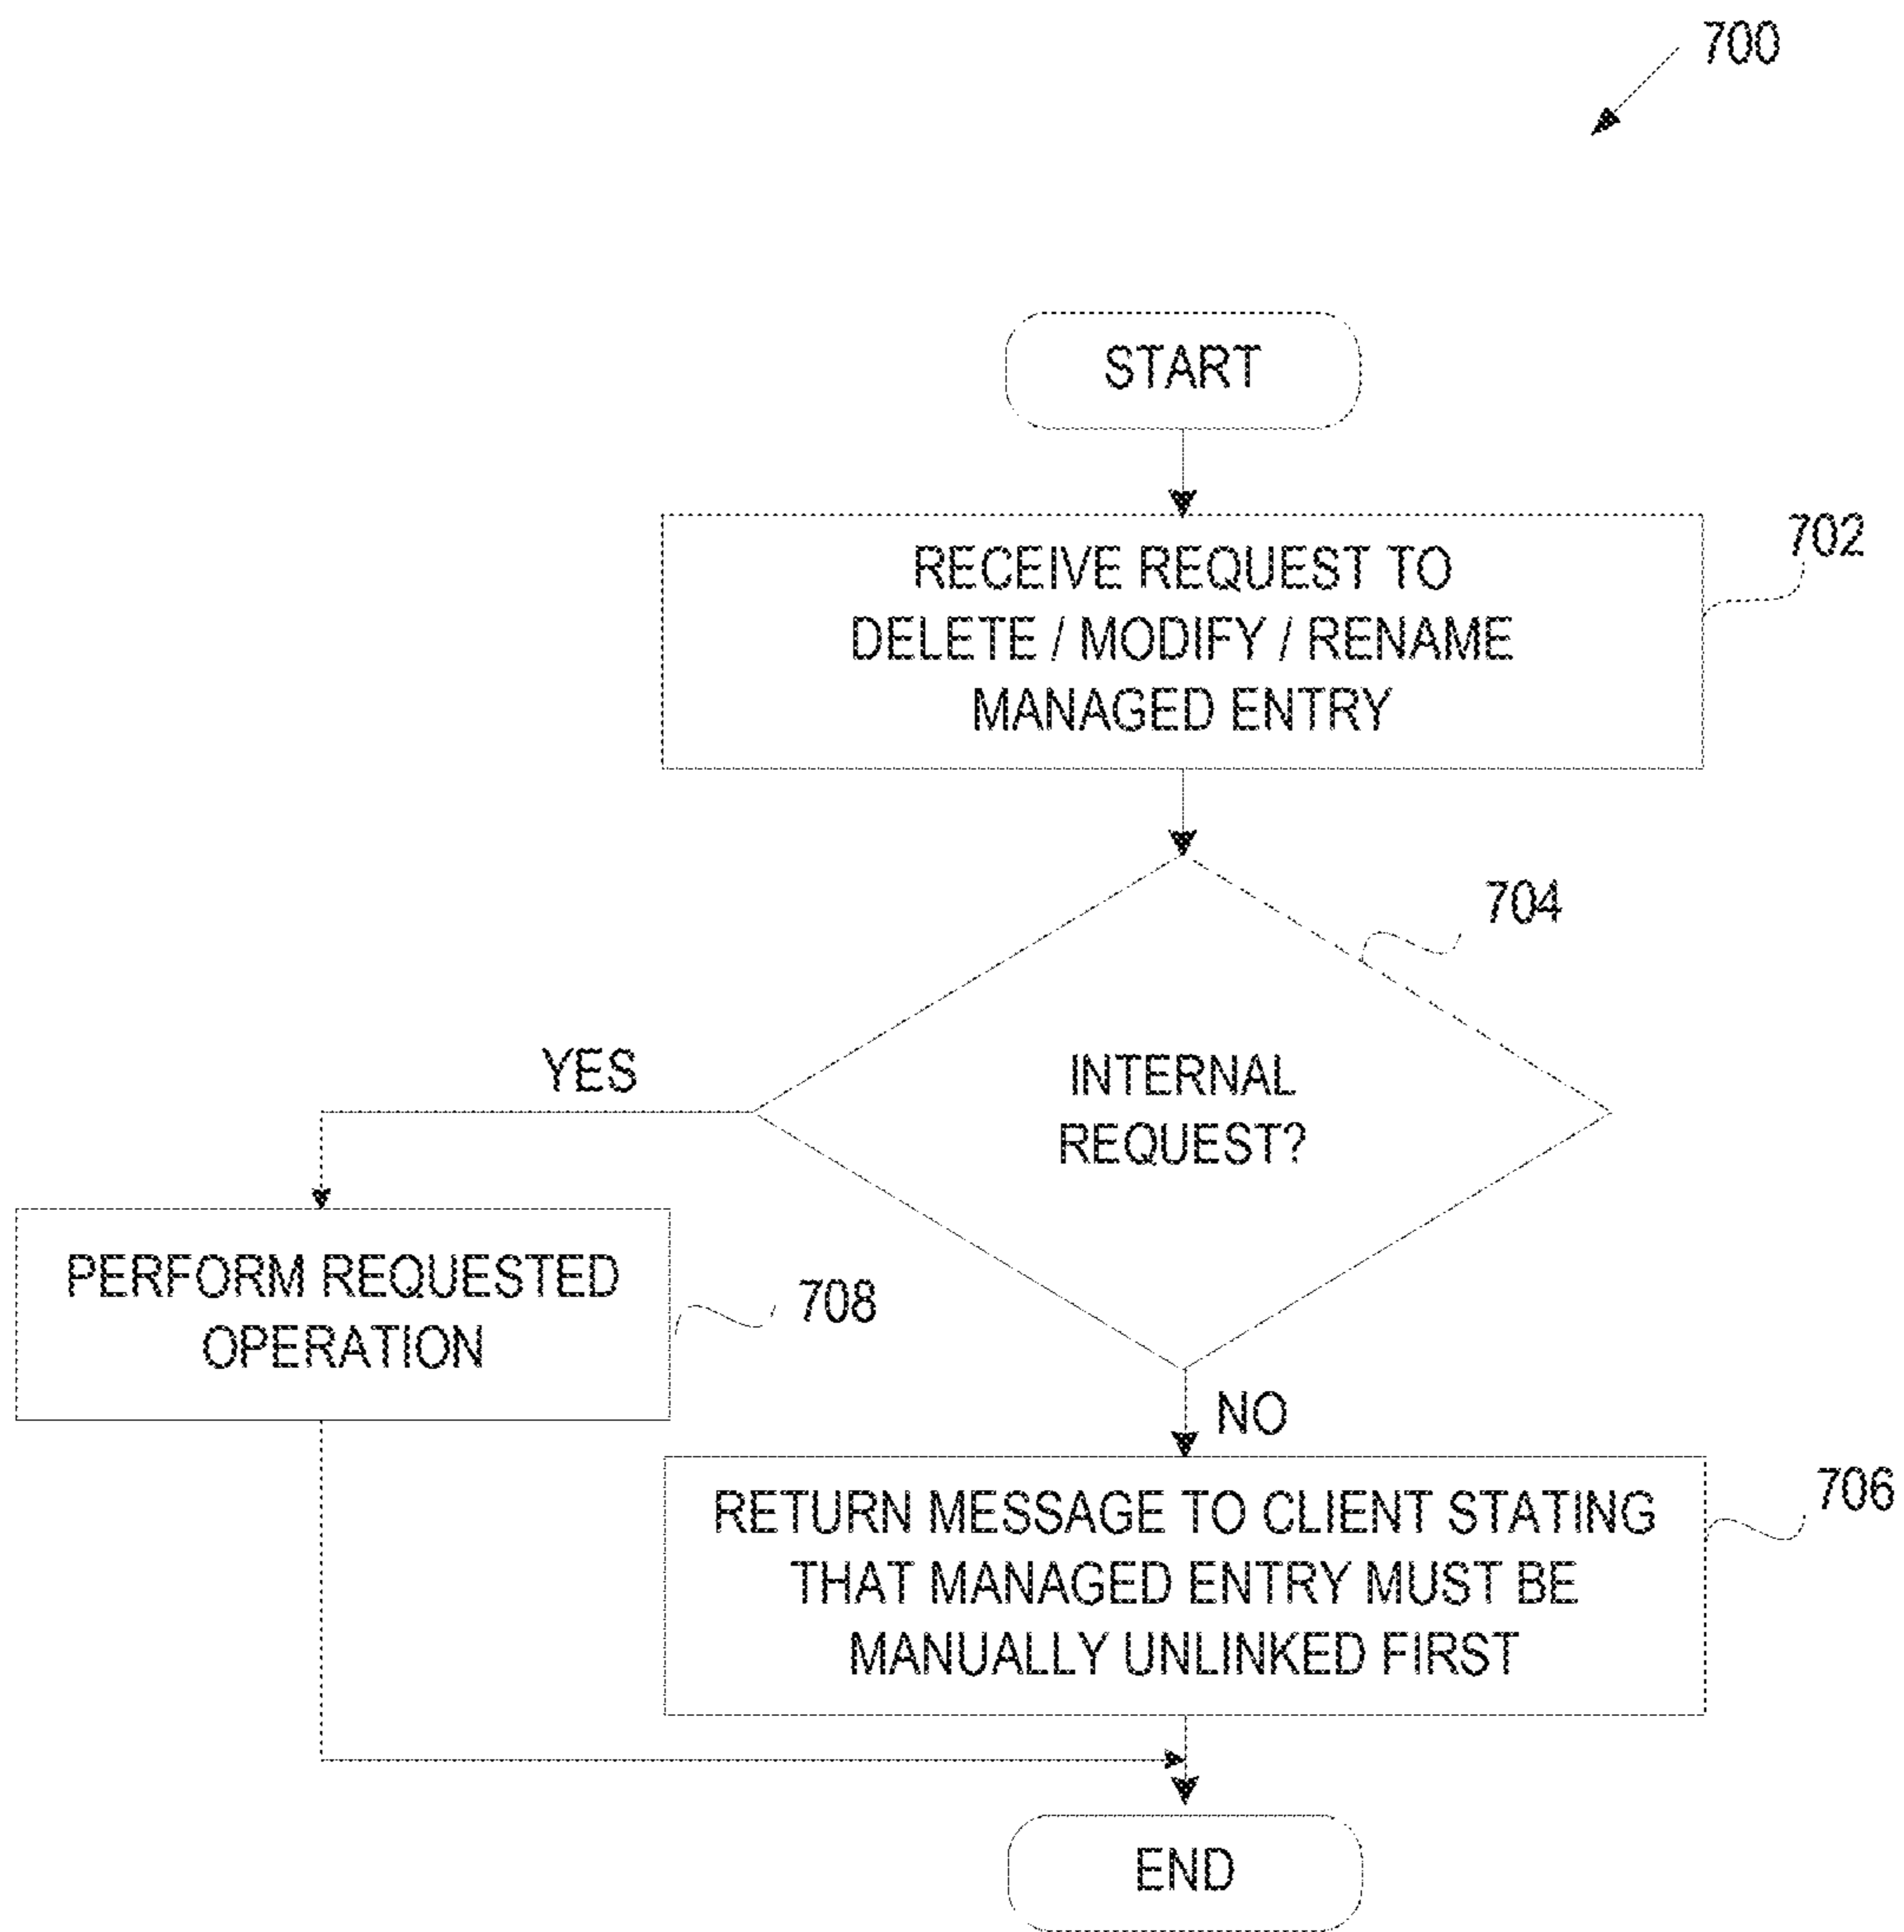 700
START
RECEIVE REQUEST TO
DELETE / MODIFY / RENAME
MANAGED ENTRY
702
704
INTERNAL
REQUEST?
YES
PERFORM REQUESTED
OPERATION
708
NO
RETURN MESSAGE TO CLIENT STATING
THAT MANAGED ENTRY MUST BE
MANUALLY UNLINKED FIRST
706
END